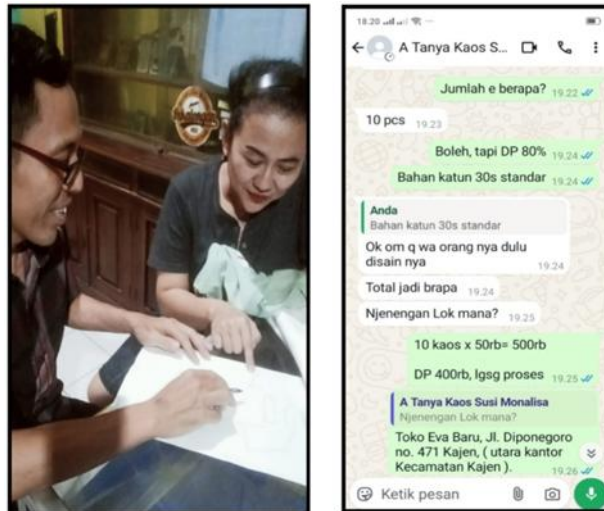 18.20
A Tanya Kaos S...
Jumlah e berapa? 19.22
10 pcs 19.23
Boleh, tapi DP 80% 19.24
Bahan katun 30s standar 19.24
Anda
Bahan katun 30s standar
Ok om q wa orang nya dulu
disain nya 19.24
Total jadi brapa 19.24
Njenengan Lok mana? 19.25
10 kaos x 50rb= 500rb
DP 400rb, lgsg proses 19.25
A Tanya Kaos Susi Monalisa
Njenengan Lok mana?
Toko Eva Baru, Jl. Diponegoro
no. 471 Kajen, ( utara kantor
Kecamatan Kajen ). 19.26
Ketik pesan